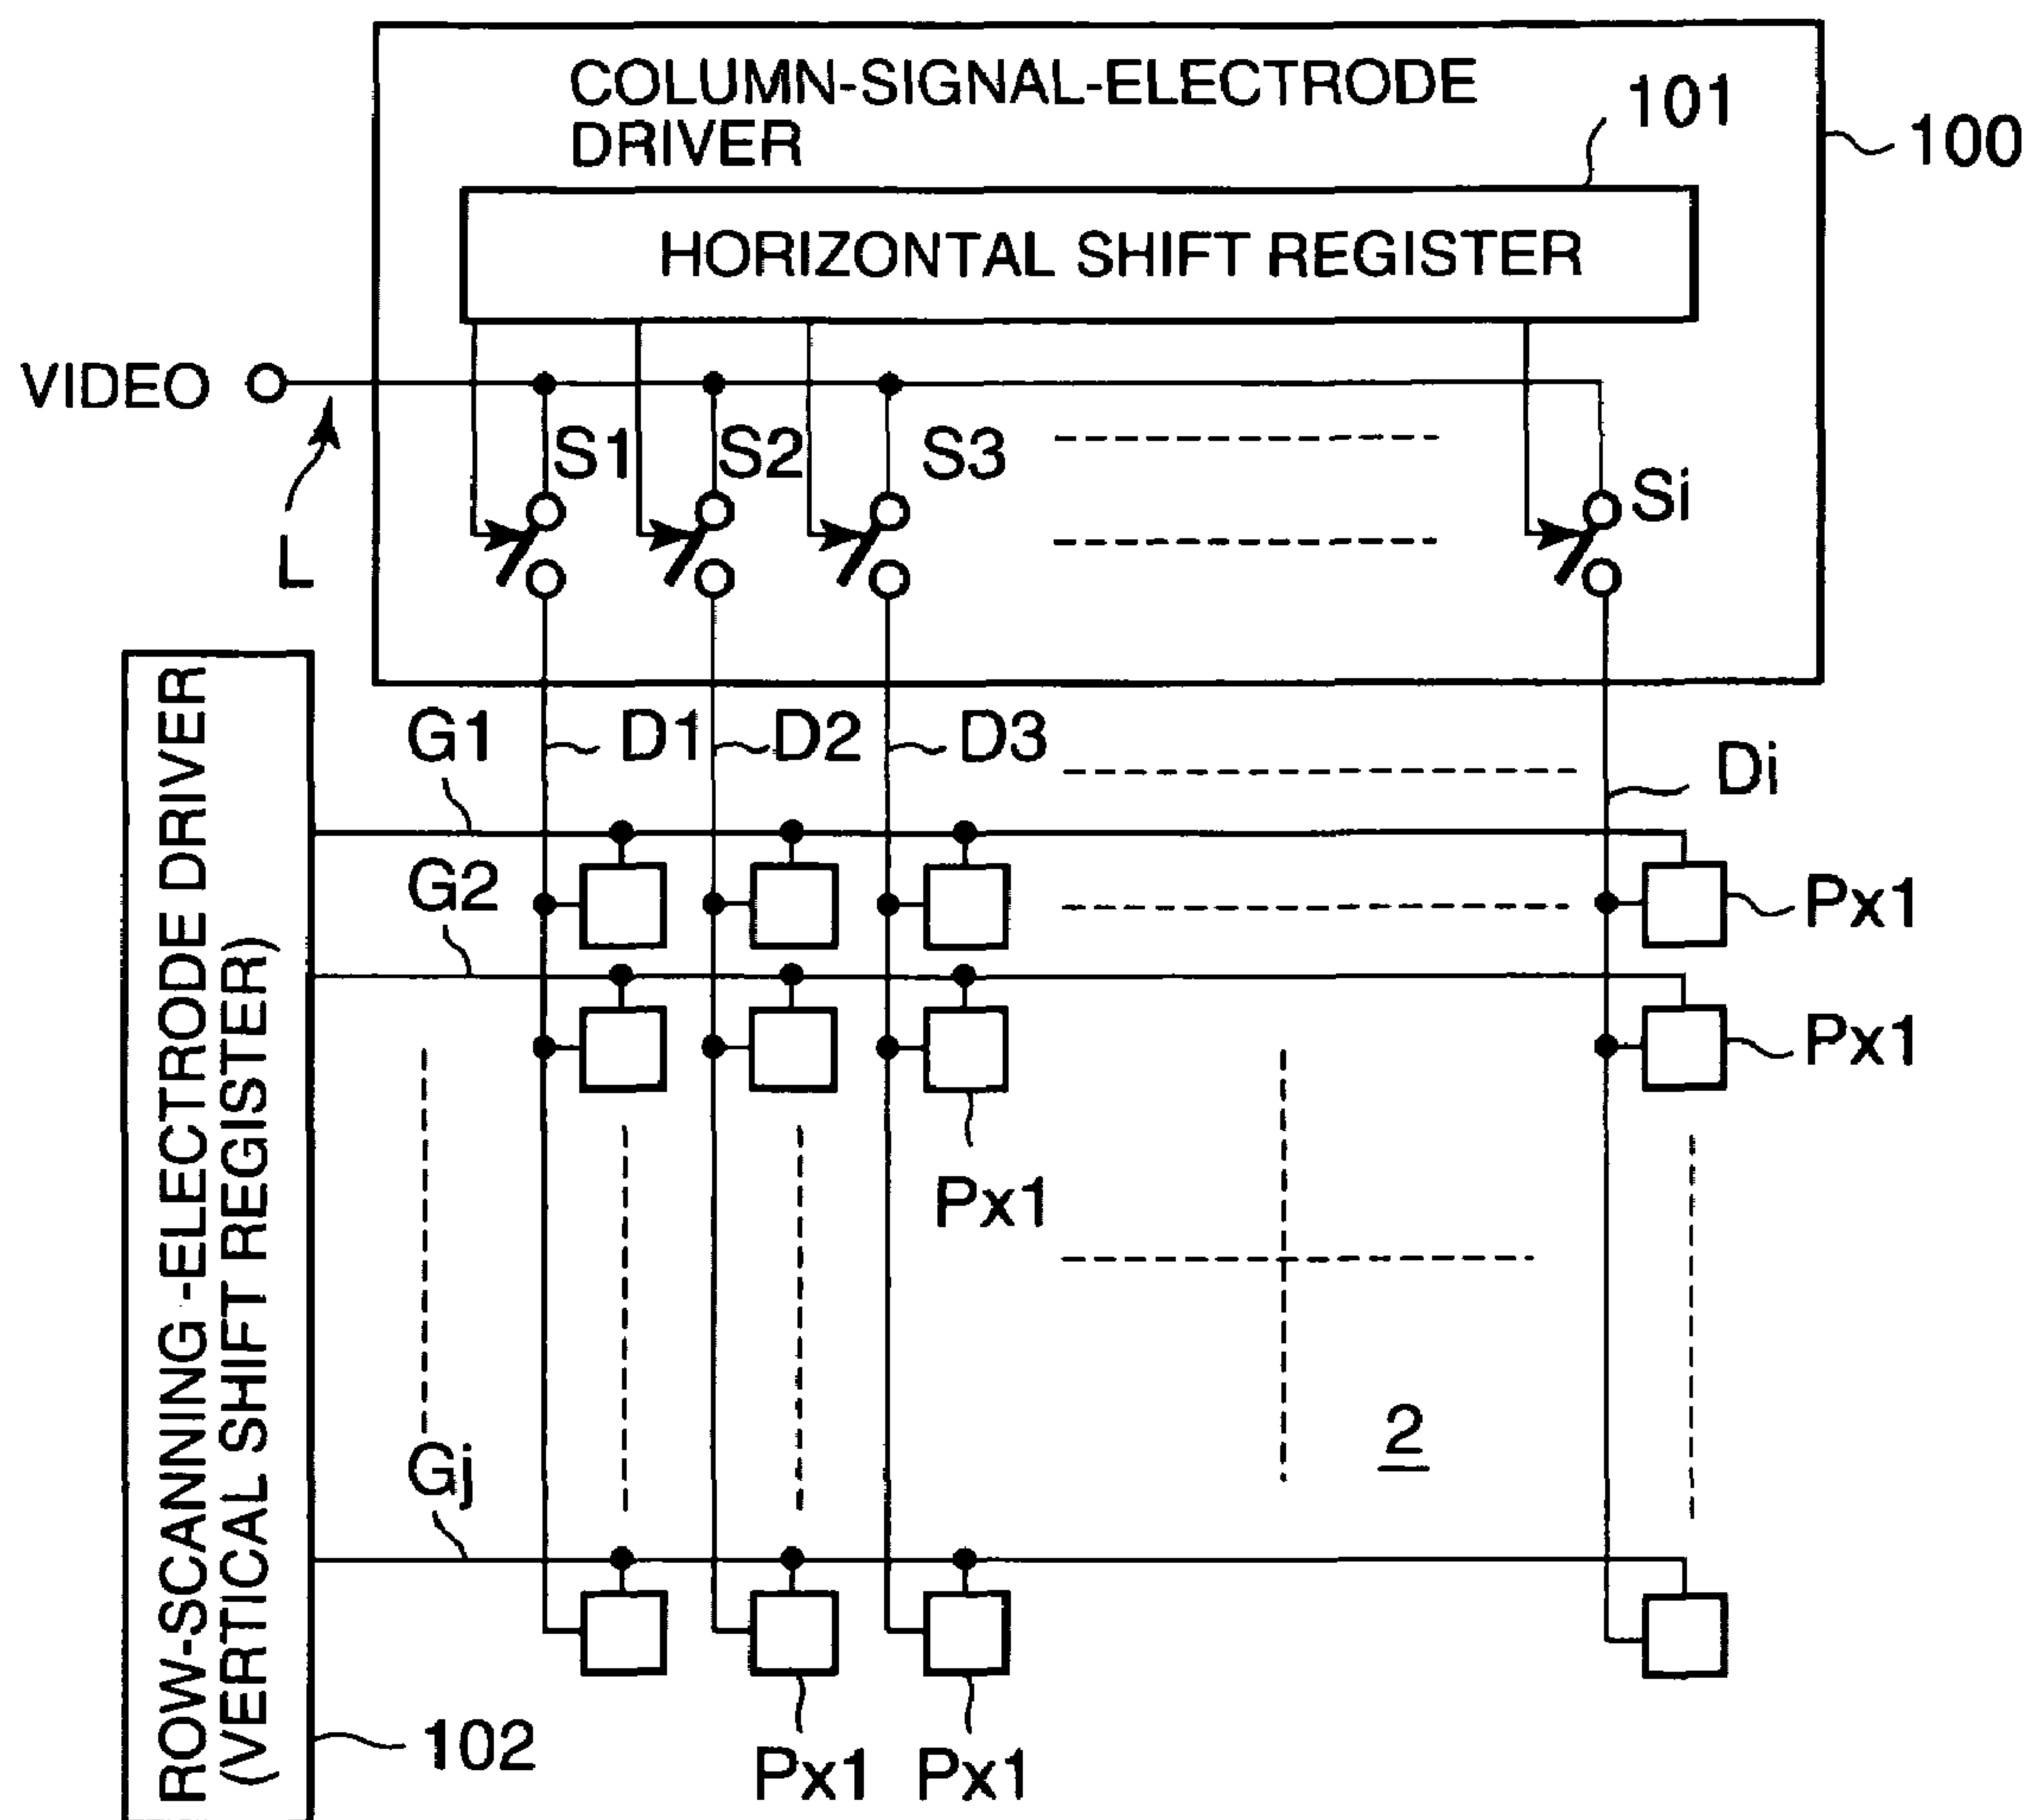 COLUMN-SIGNAL-ELECTRODE
DRIVER
101
100
HORIZONTAL SHIFT REGISTER
VIDEO
L
S1
S2
S3
Si
ROW-SCANNING -ELECTRODE DRIVER
(VERTICAL SHIFT REGISTER)
G1
D1
D2
D3
Di
G2
Px1
Px1
Px1
2
Gj
102
Px1
Px1